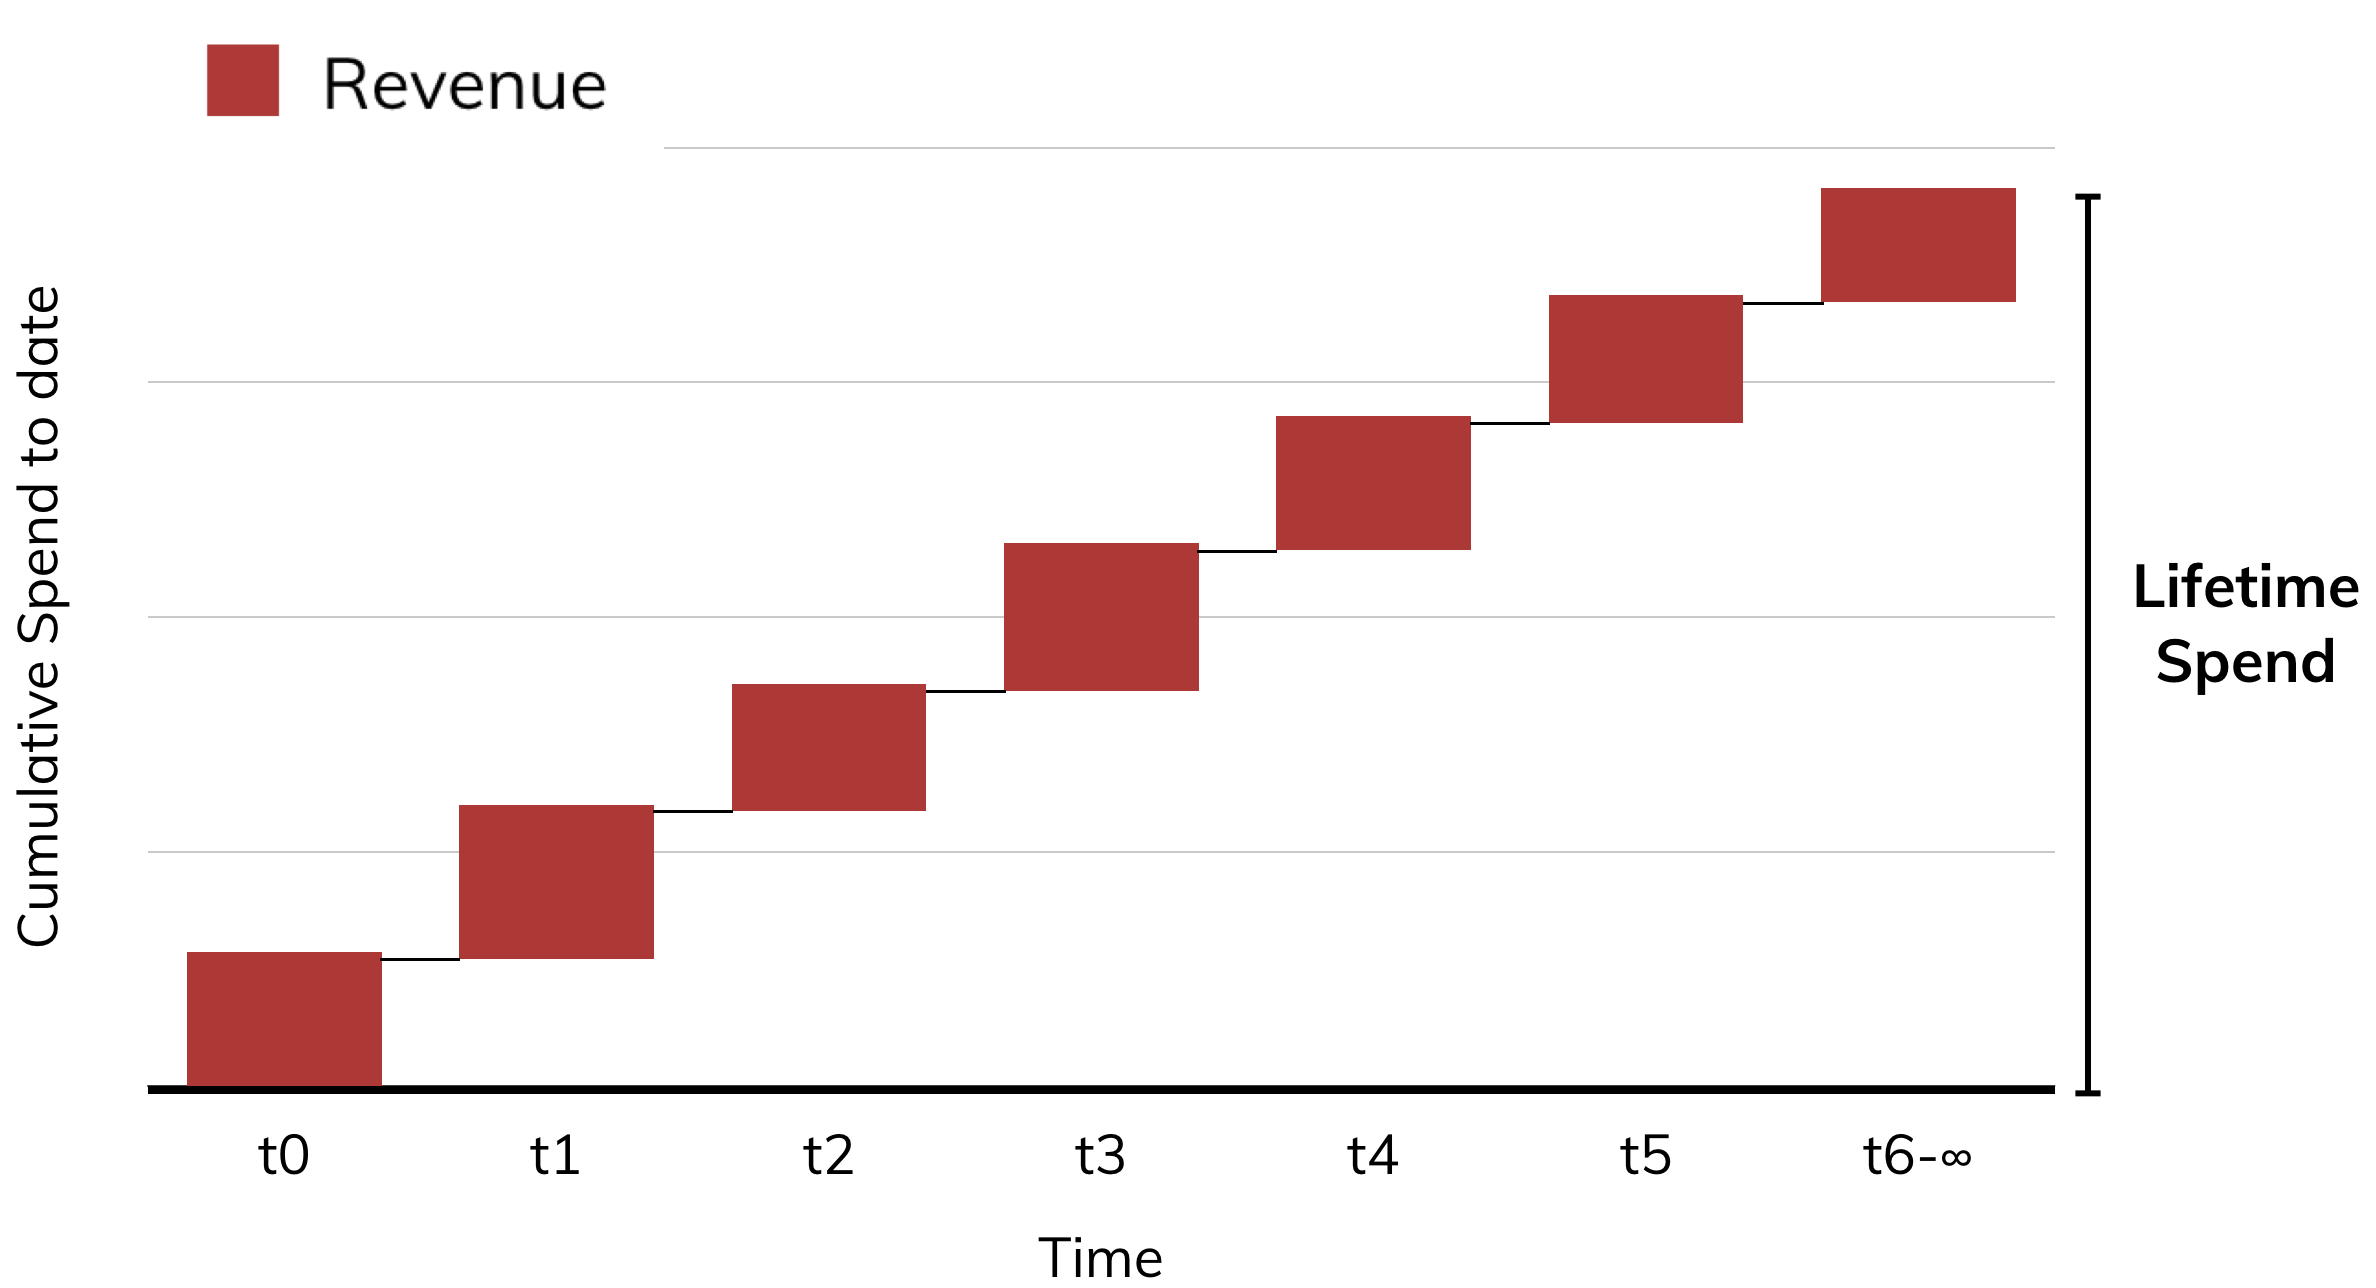 Revenue
Cumulative Spend to date
Lifetime
Spend
t0
t1
t2
t3
t4
t5
t6-∞
Time